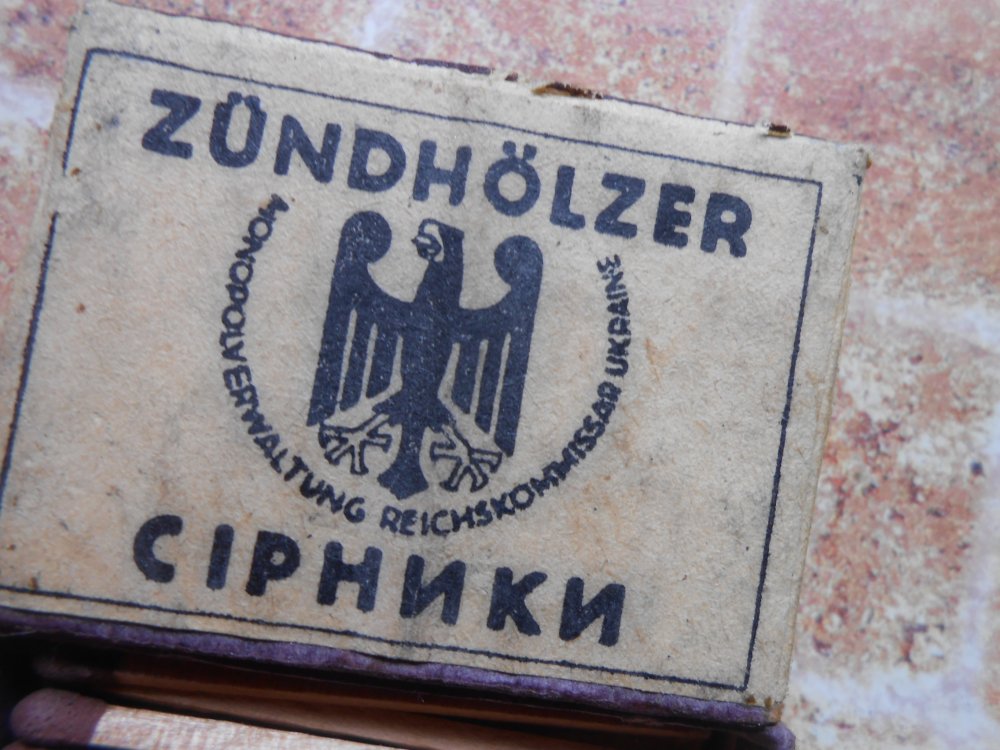 ZÜNDHÖLZER
MONOPOLVERWALTUNG REICHSKOMMISSAR UKRAINE
СІРНИКИ